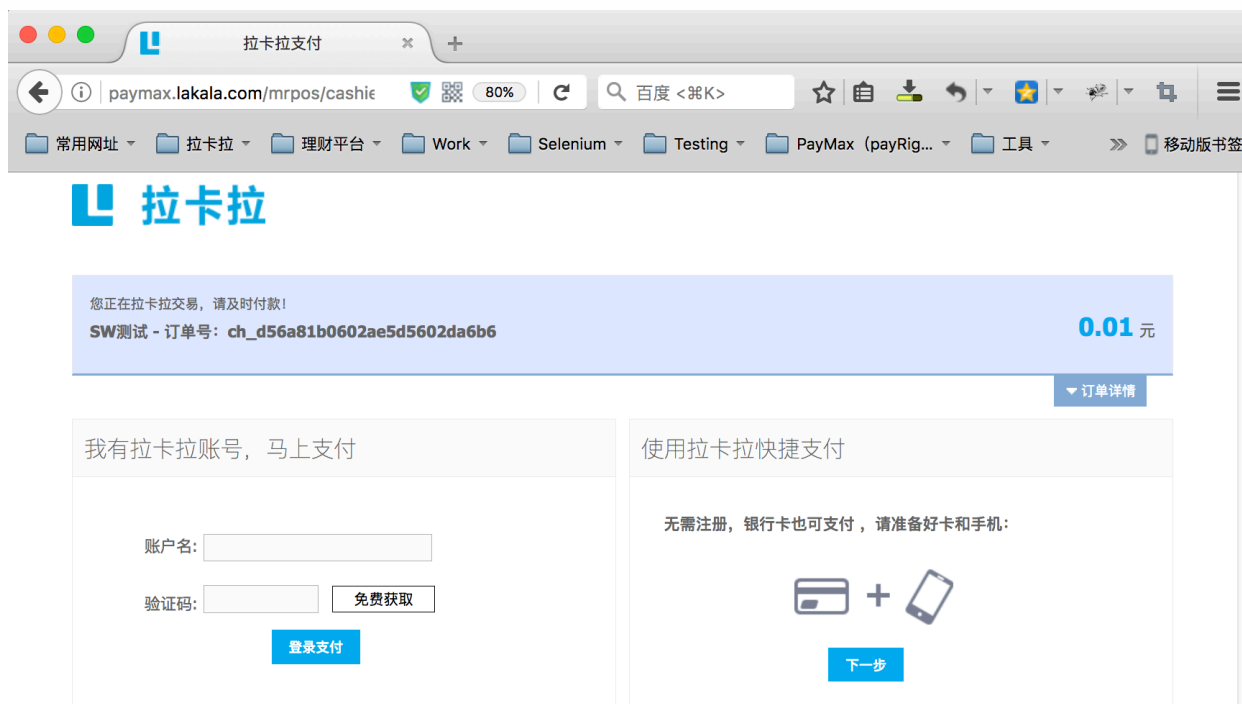 拉卡拉支付
paymax.lakala.com/mrpos/cashie
80%
百度 <⌘K>
常用网址
拉卡拉
理财平台
Work
Selenium
Testing
PayMax（payRig...
工具
移动版书签
拉卡拉
您正在拉卡拉交易，请及时付款！
SW测试 - 订单号：ch_d56a81b0602ae5d5602da6b6
0.01 元
订单详情
我有拉卡拉账号，马上支付
使用拉卡拉快捷支付
无需注册，银行卡也可支付 ，请准备好卡和手机：
账户名:
验证码:
免费获取
登录支付
下一步